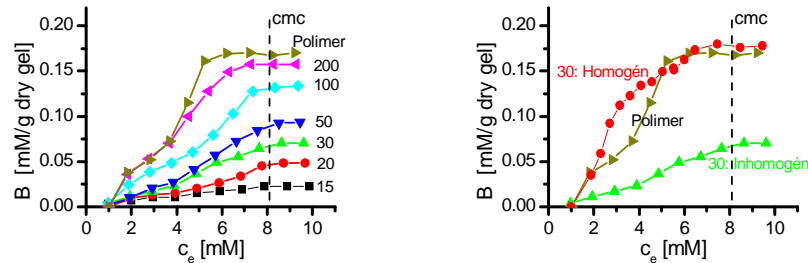 cmc
0.20
Polimer
0.15
200
100
0.10
50
0.05
30
20
0.00
15
0 2 4 6 8 10
c_e [mM]
B [mM/g dry gel]
cmc
0.20
0.15
30: Homogén
0.10
Polimer
0.05
30: Inhomogén
0.00
0 2 4 6 8 10
c_e [mM]
B [mM/g dry gel]